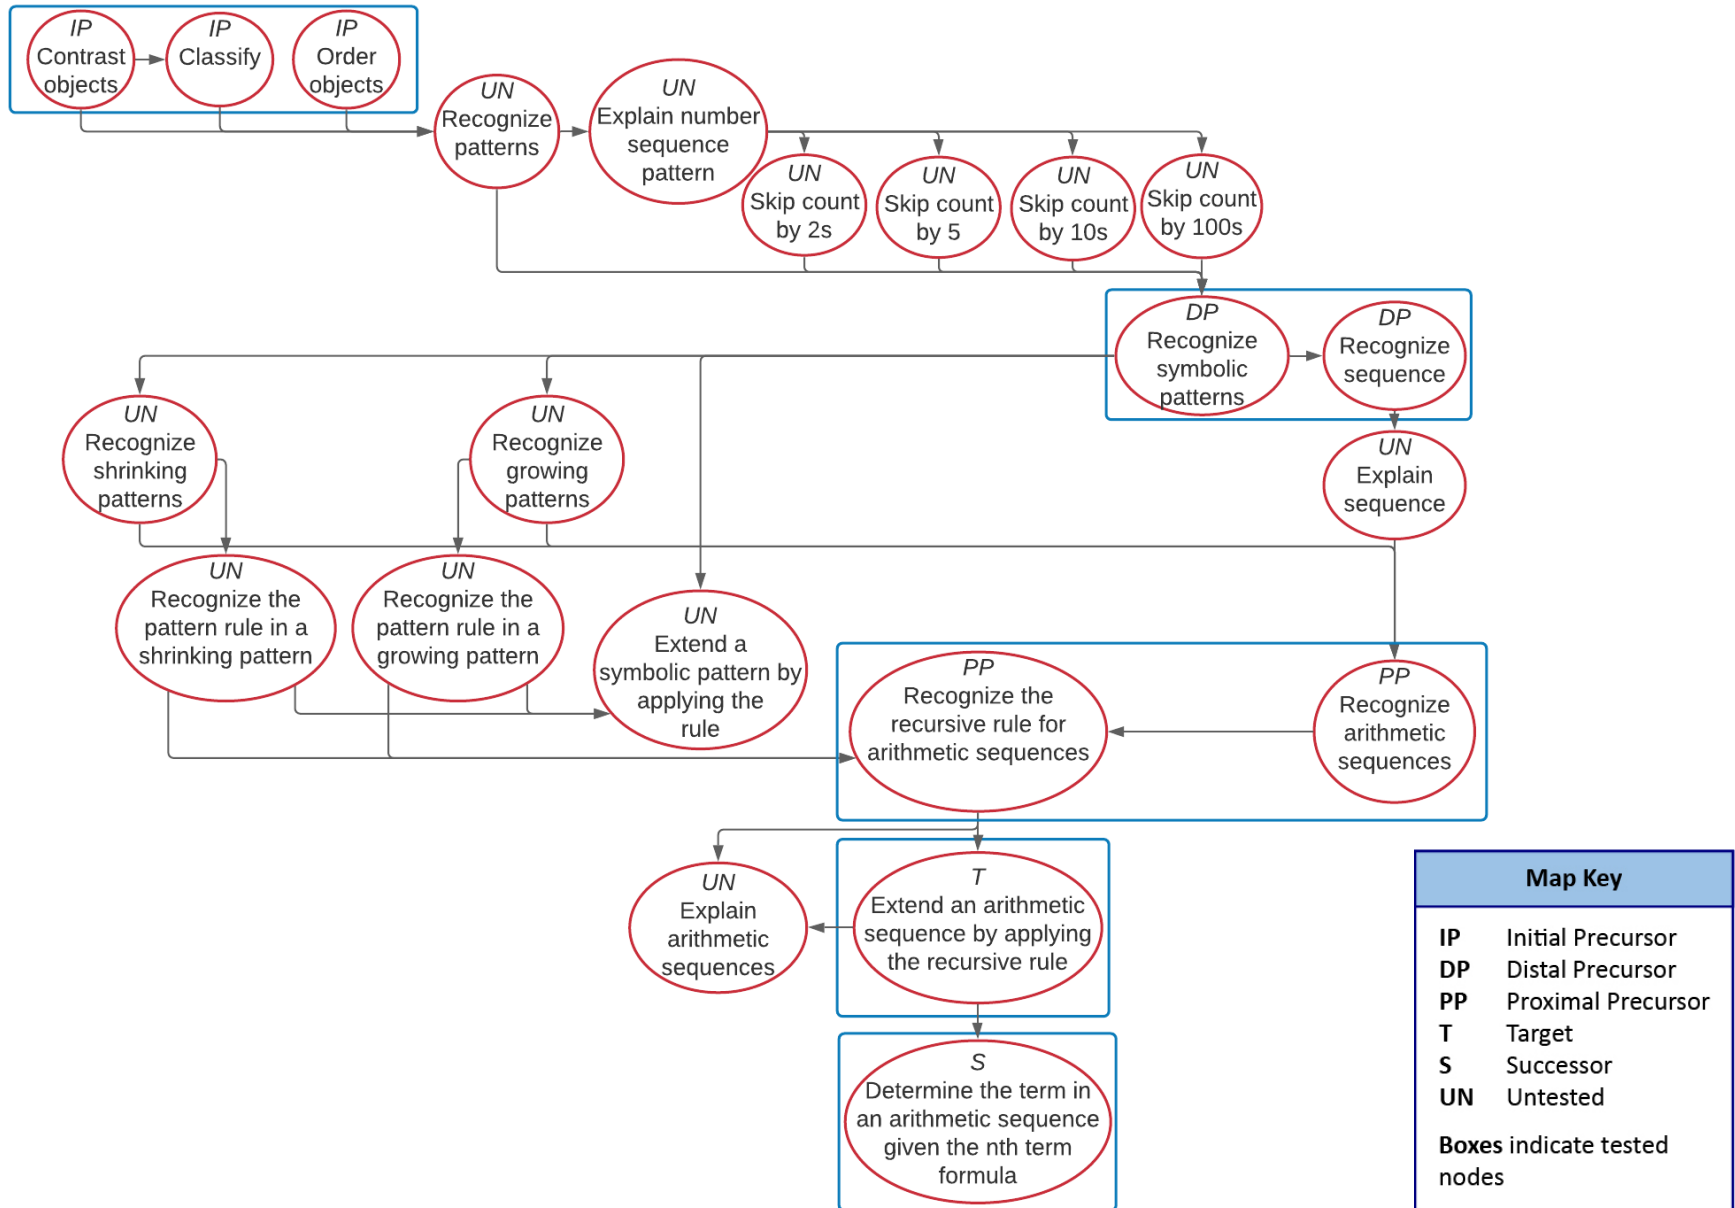 IP
Contrast
objects
IP
Classify
IP
Order
objects
UN
Recognize
patterns
UN
Explain number
sequence
pattern
UN
Skip count
by 2s
UN
Skip count
by 5
UN
Skip count
by 10s
UN
Skip count
by 100s
DP
Recognize
symbolic
patterns
DP
Recognize
sequence
UN
Recognize
shrinking
patterns
UN
Recognize
growing
patterns
UN
Explain
sequence
UN
Recognize the
pattern rule in a
shrinking pattern
UN
Recognize the
pattern rule in a
growing pattern
UN
Extend a
symbolic pattern by
applying the
rule
PP
Recognize the
recursive rule for
arithmetic sequences
PP
Recognize
arithmetic
sequences
UN
Explain
arithmetic
sequences
T
Extend an arithmetic
sequence by applying
the recursive rule
S
Determine the term in
an arithmetic sequence
given the nth term
formula
Map Key
IP Initial Precursor
DP Distal Precursor
PP Proximal Precursor
T Target
S Successor
UN Untested
Boxes indicate tested
nodes